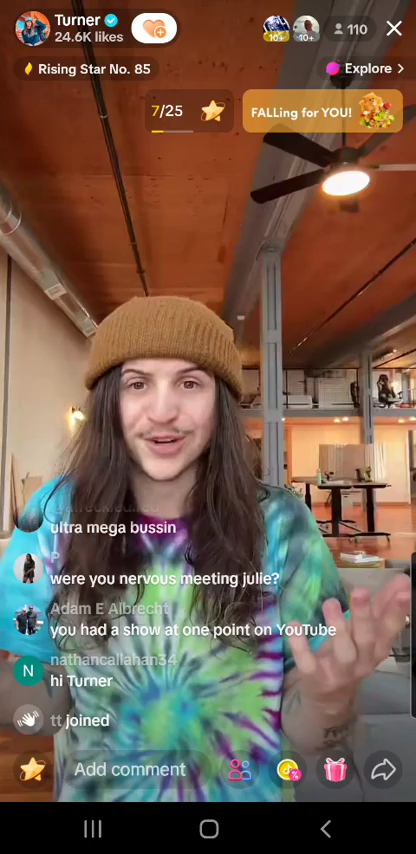 Turner
24.6K likes
10+
10+
110
Rising Star No. 85
Explore >
7/25
FALLing for YOU!
ultra mega bussin
P
were you nervous meeting julie?
Adam E Albrecht
you had a show at one point on YouTube
N
nathancallahan34
hi Turner
tt joined
Add comment